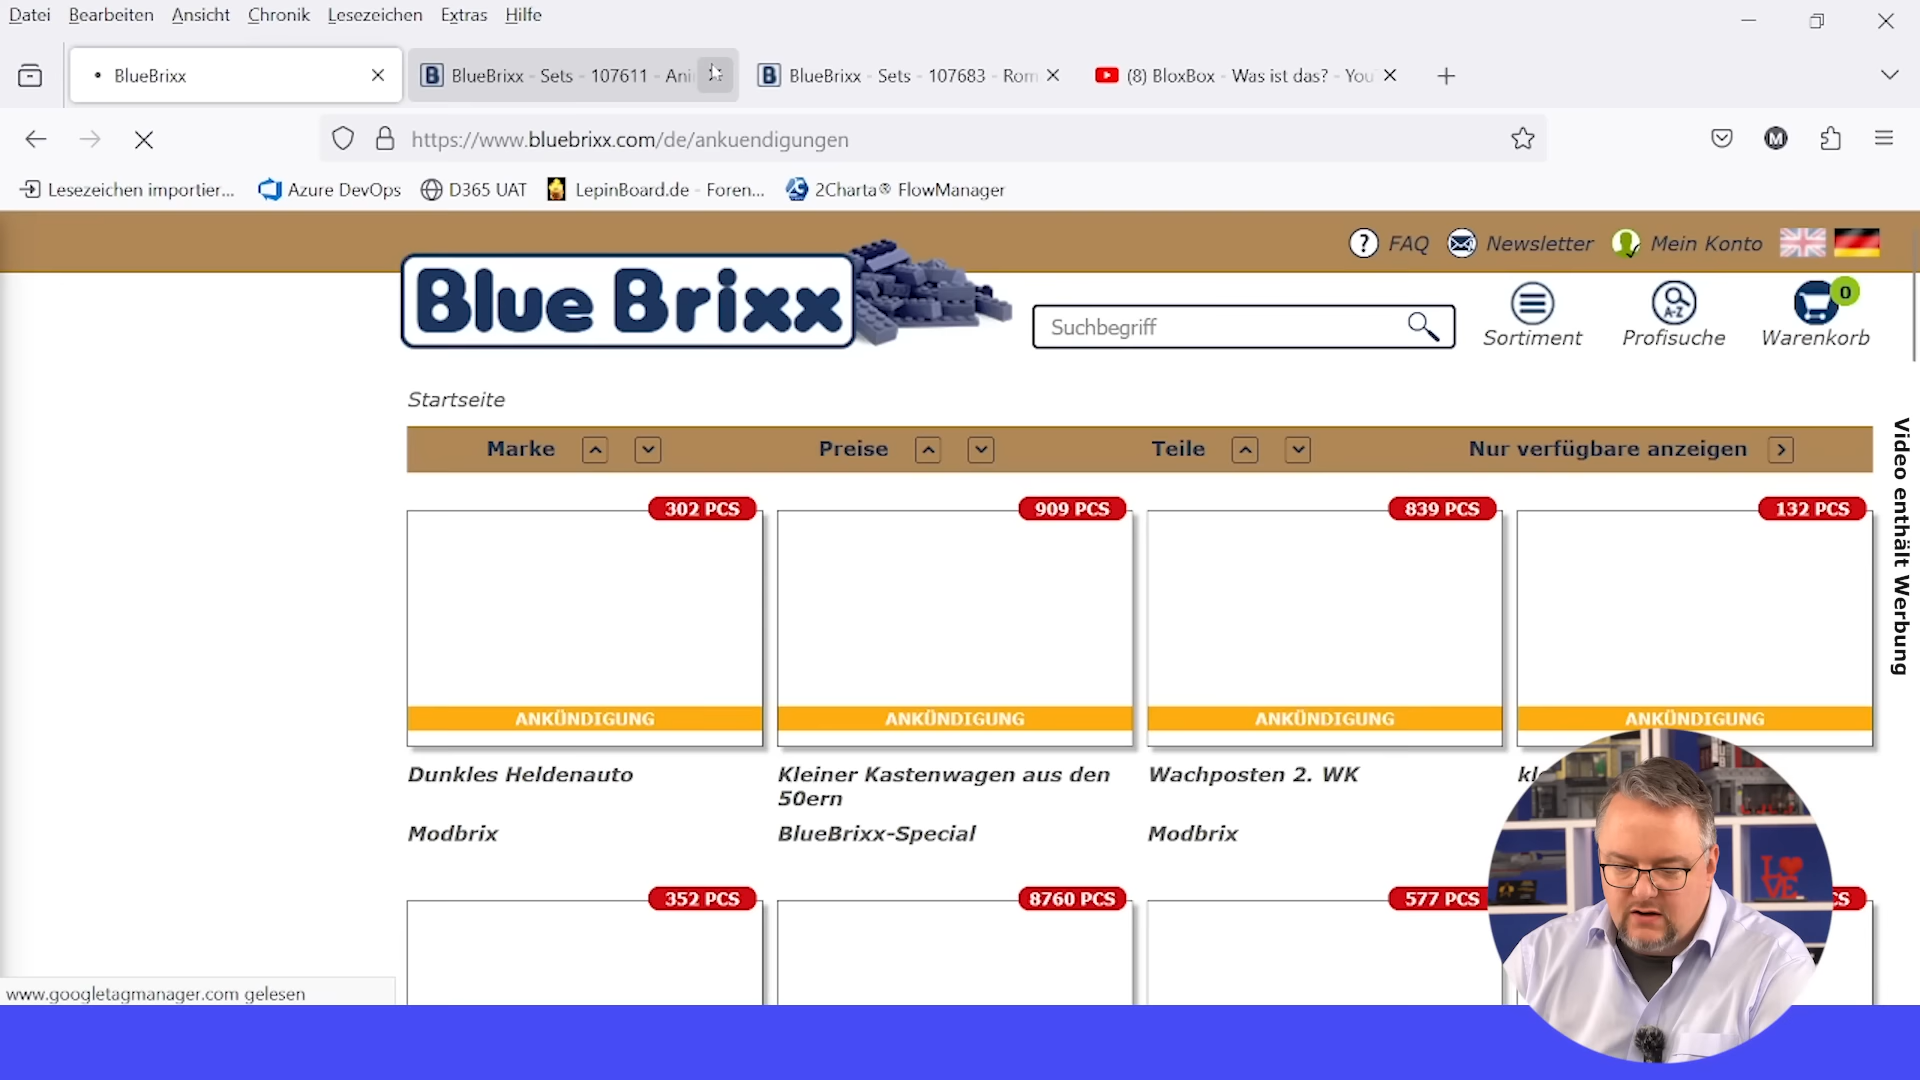 Datei Bearbeiten Ansicht Chronik Lesezeichen Extras Hilfe
BlueBrixx
BlueBrixx - Sets - 107611 - Ani
BlueBrixx - Sets - 107683 - Rom
(8) BloxBox - Was ist das? - You
https://www.bluebrixx.com/de/ankuendigungen
Lesezeichen importier...
Azure DevOps
D365 UAT
LepinBoard.de - Foren...
2Charta® FlowManager
FAQ
Newsletter
Mein Konto
Blue Brixx
Suchbegriff
Sortiment
A-Z
Profisuche
0
Warenkorb
Startseite
Marke
Preise
Teile
Nur verfügbare anzeigen
302 PCS
909 PCS
839 PCS
132 PCS
ANKÜNDIGUNG
ANKÜNDIGUNG
ANKÜNDIGUNG
ANKÜNDIGUNG
Dunkles Heldenauto
Kleiner Kastenwagen aus den
50ern
Wachposten 2. WK
Modbrix
BlueBrixx-Special
Modbrix
352 PCS
8760 PCS
577 PCS
www.googletagmanager.com gelesen
Video enthält Werbung
LOVE